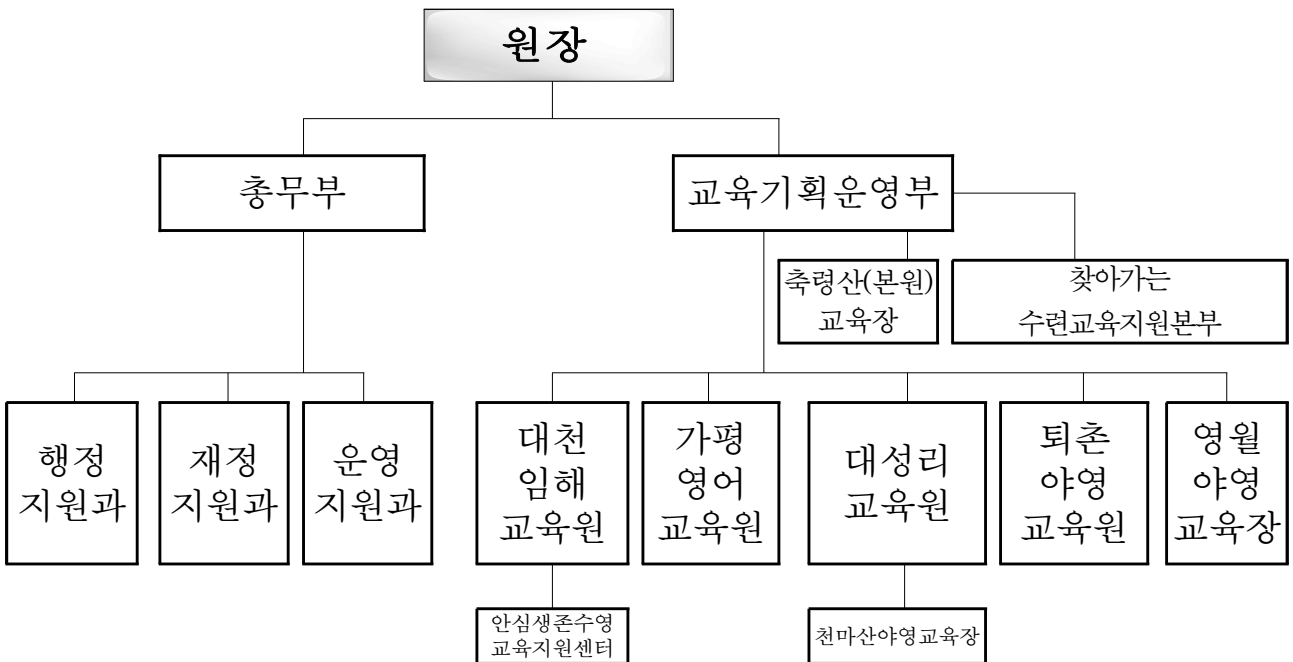 원장
총무부
교육기획운영부
축령산(본원)
교육장
찾아가는
수련교육지원본부
행정
지원과
재정
지원과
운영
지원과
대천
임해
교육원
가평
영어
교육원
대성리
교육원
퇴촌
야영
교육원
영월
야영
교육장
안심생존수영
교육지원센터
천마산야영교육장